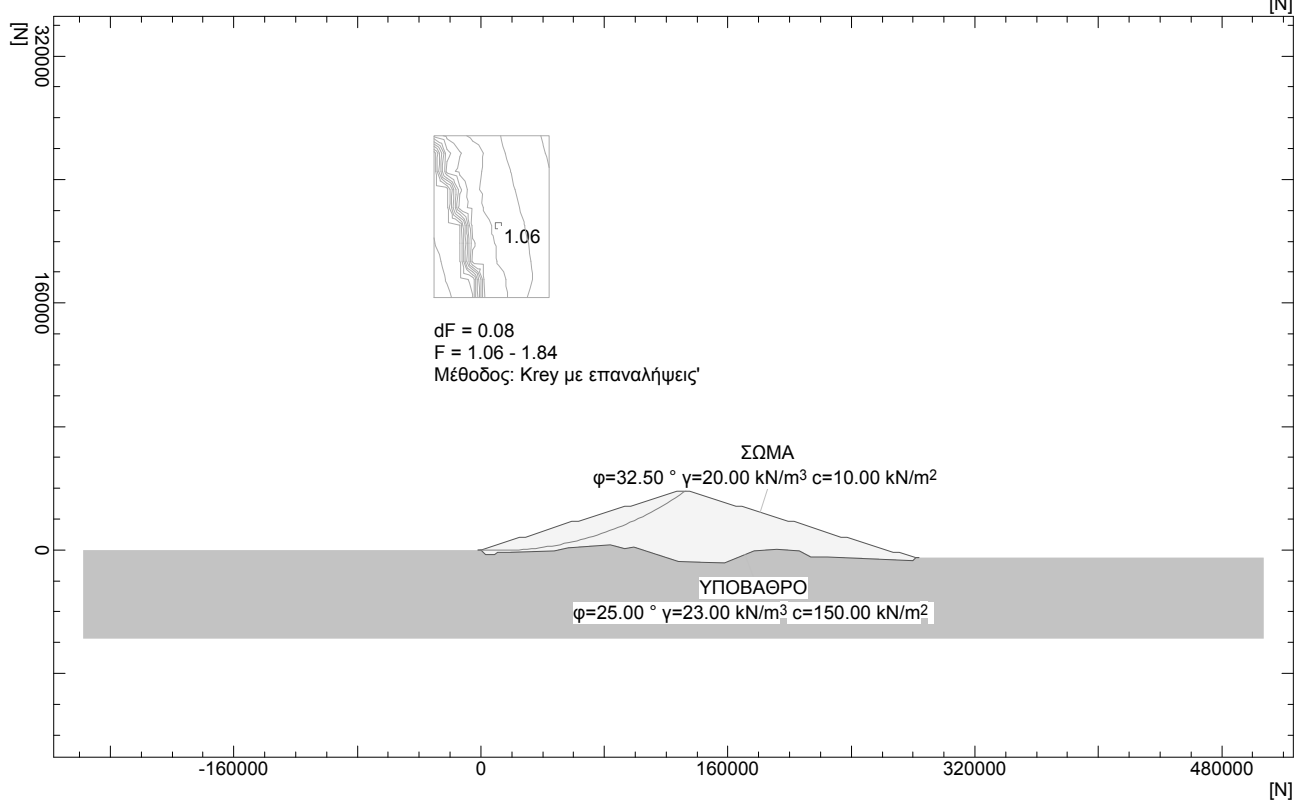 [N]
[N]
320000
160000
0
1.06
dF = 0.08
F = 1.06 - 1.84
Μέθοδος: Krey με επαναλήψεις'
ΣΩΜΑ
φ=32.50 ° γ=20.00 kN/m³ c=10.00 kN/m²
ΥΠΟΒΑΘΡΟ
φ=25.00 ° γ=23.00 kN/m³ c=150.00 kN/m²
-160000 0 160000 320000 480000
[N]